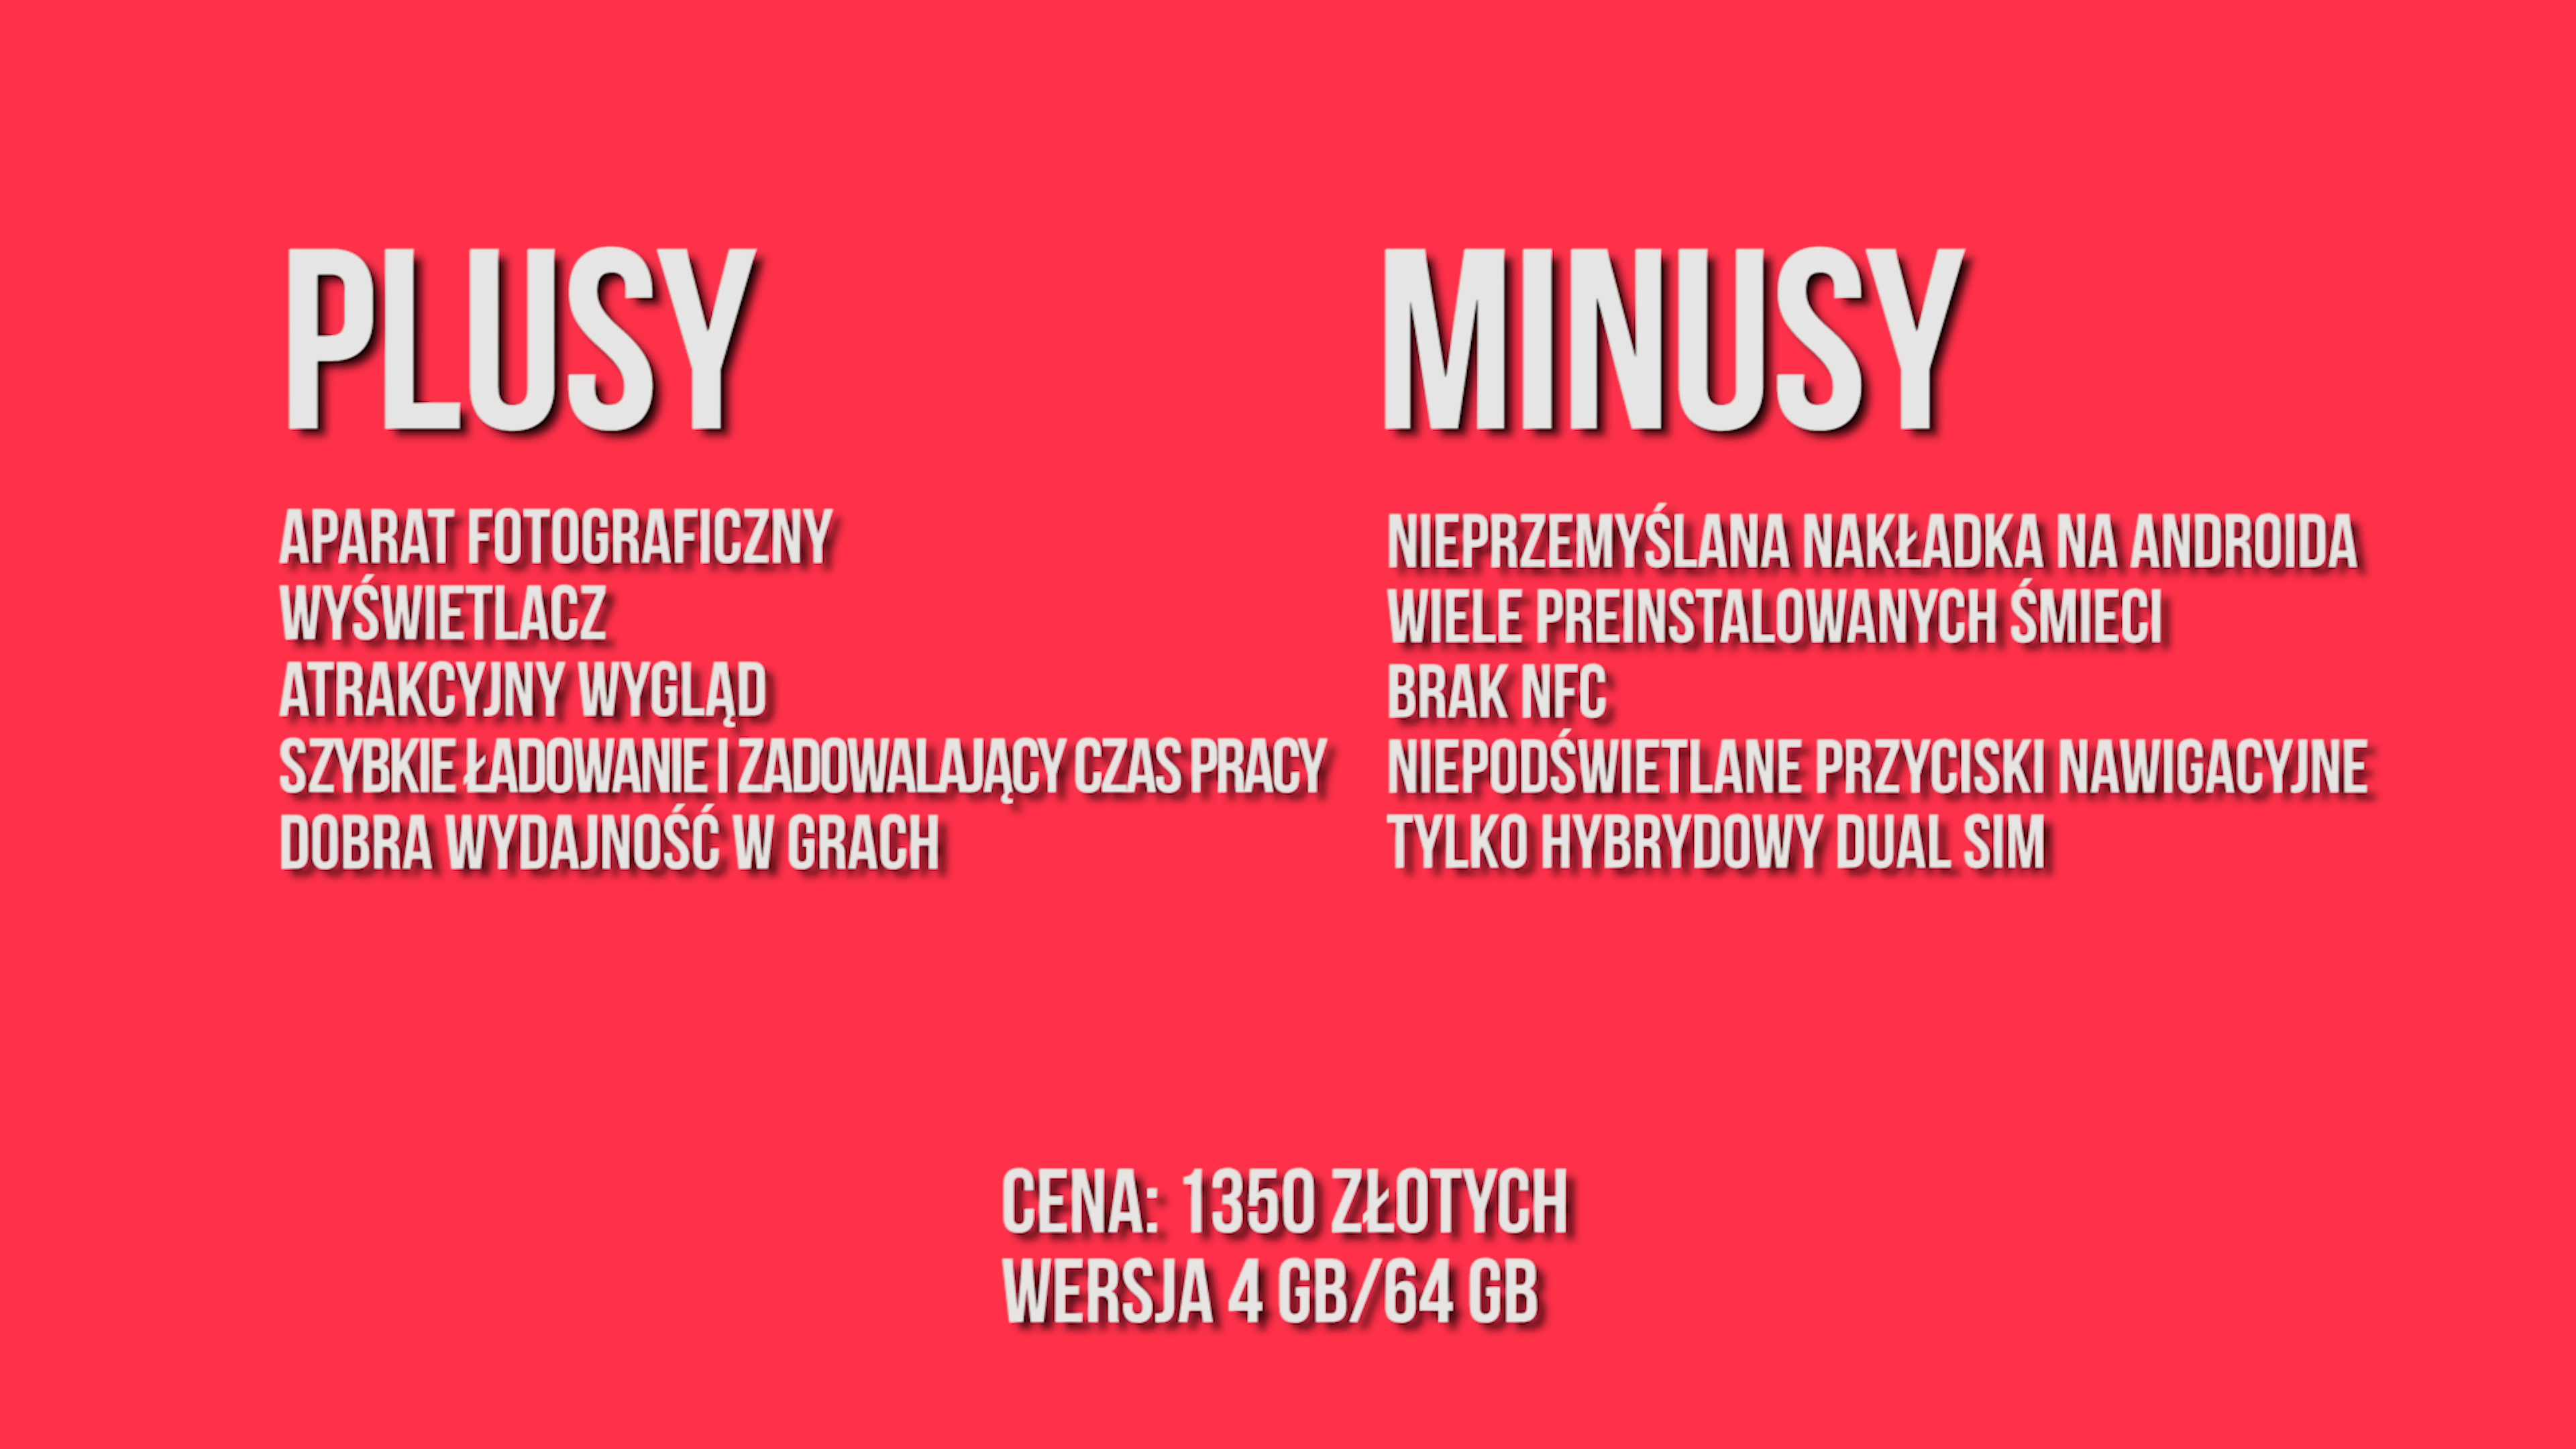 PLUSY
APARAT FOTOGRAFICZNY
WYŚWIETLACZ
ATRAKCYJNY WYGLĄD
SZYBKIE ŁADOWANIE I ZADOWALAJĄCY CZAS PRACY
DOBRA WYDAJNOŚĆ W GRACH
MINUSY
NIEPRZEMYŚLANA NAKŁADKA NA ANDROIDA
WIELE PREINSTALOWANYCH ŚMIECI
BRAK NFC
NIEPODŚWIETLANE PRZYCISKI NAWIGACYJNE
TYLKO HYBRYDOWY DUAL SIM
CENA: 1350 ZŁOTYCH
WERSJA 4 GB/64 GB